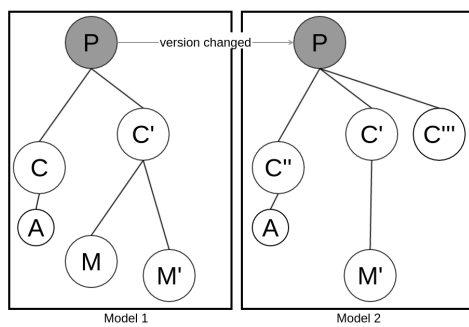 P
version changed
P
C
C'
C''
C'
C'''
A
M
M'
A
M'
Model 1
Model 2